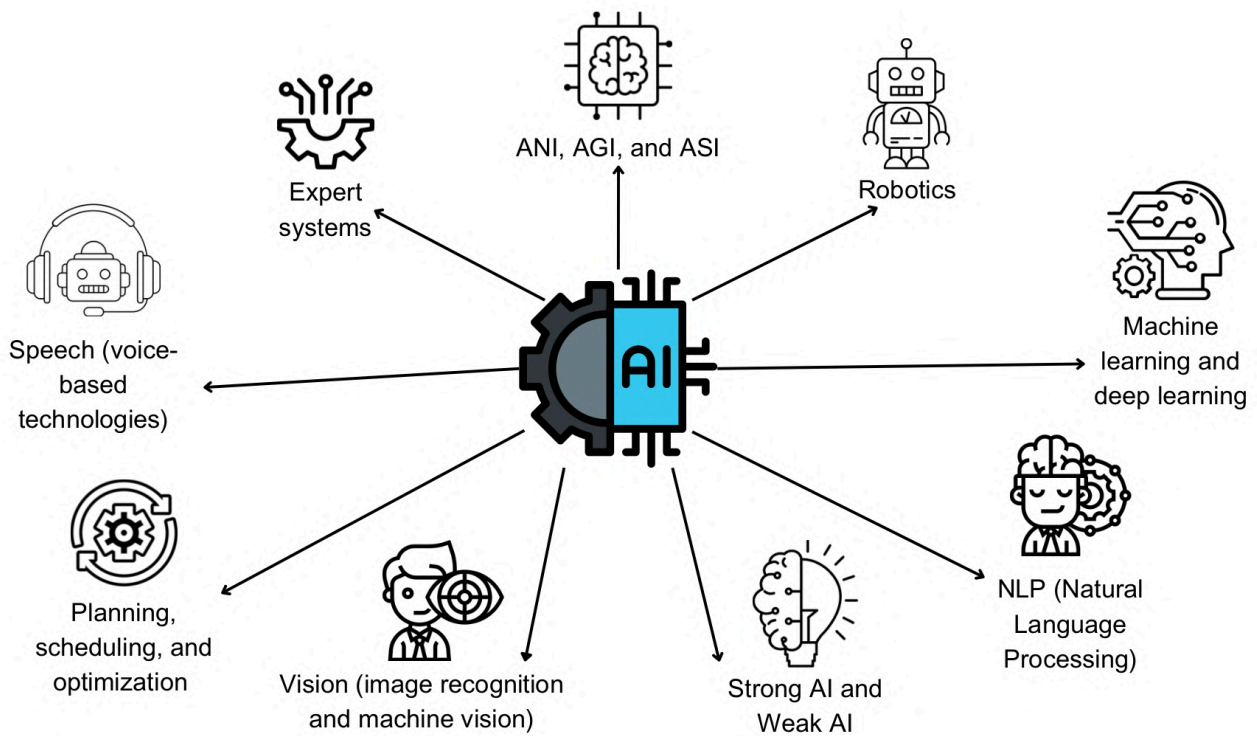 ANI, AGI, and ASI
Expert
systems
Robotics
Speech (voice-
based
technologies)
AI
Machine
learning and
deep learning
Planning,
scheduling, and
optimization
Vision (image recognition
and machine vision)
Strong AI and
Weak AI
NLP (Natural
Language
Processing)